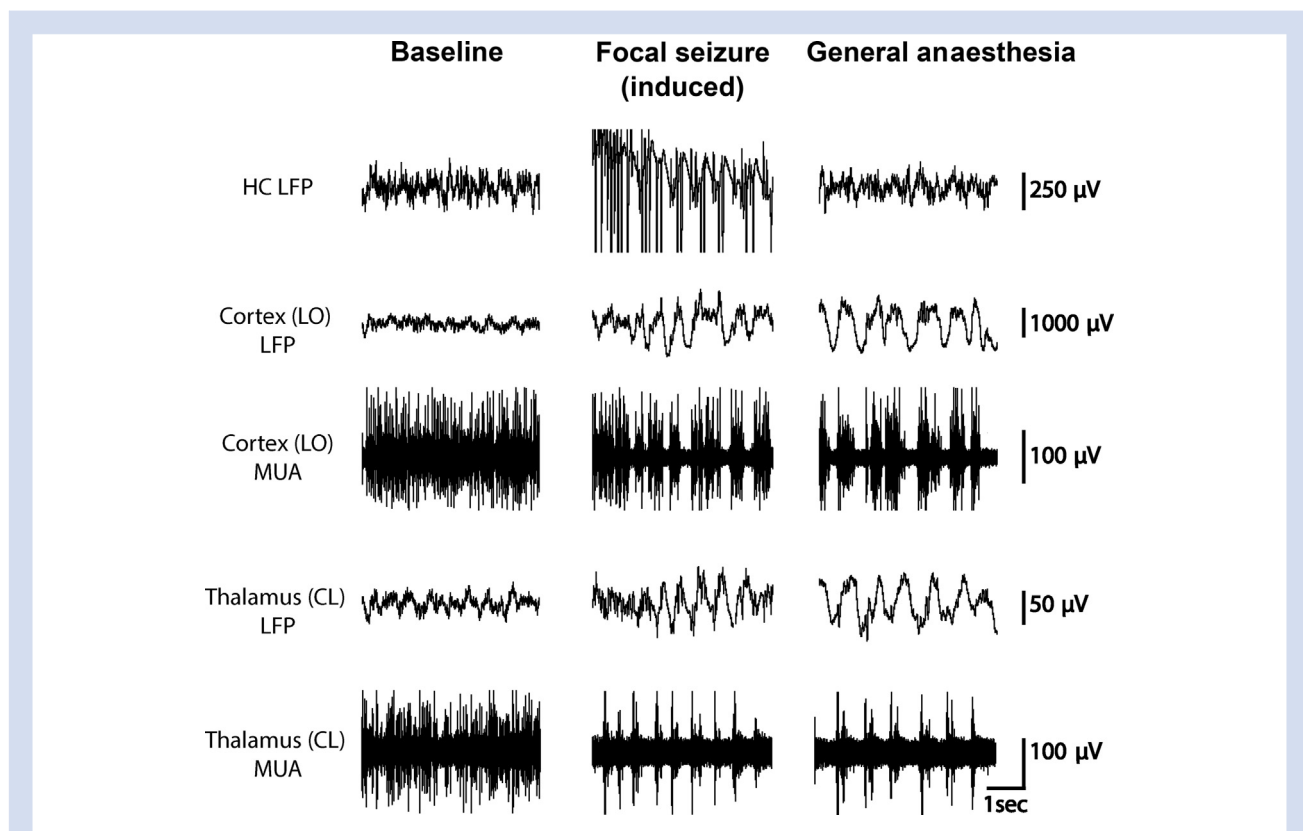 Baseline
Focal seizure
(induced)
General anaesthesia
HC LFP
250 µV
Cortex (LO)
LFP
1000 µV
Cortex (LO)
MUA
100 µV
Thalamus (CL)
LFP
50 µV
Thalamus (CL)
MUA
100 µV
1sec